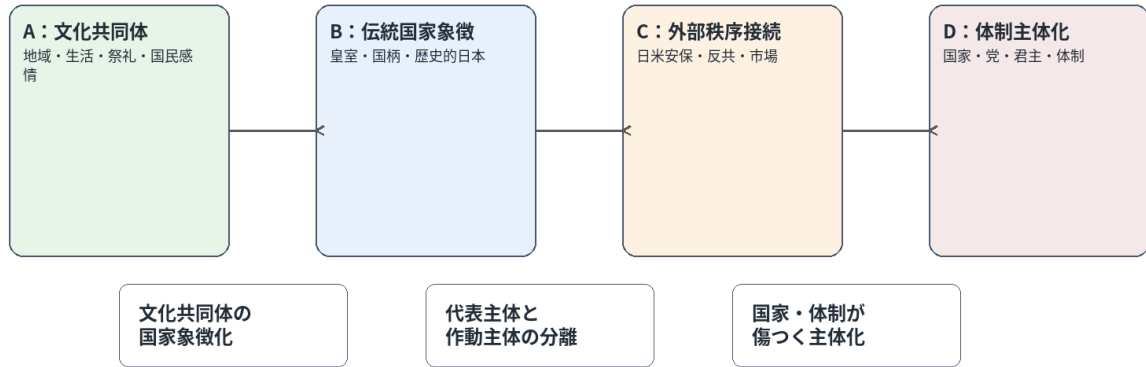 A：文化共同体
地域・生活・祭礼・国民感
情
B：伝統国家象徴
皇室・国柄・歴史的日本
C：外部秩序接続
日米安保・反共・市場
D：体制主体化
国家・党・君主・体制
文化共同体の
国家象徴化
代表主体と
作動主体の分離
国家・体制が
傷つく主体化